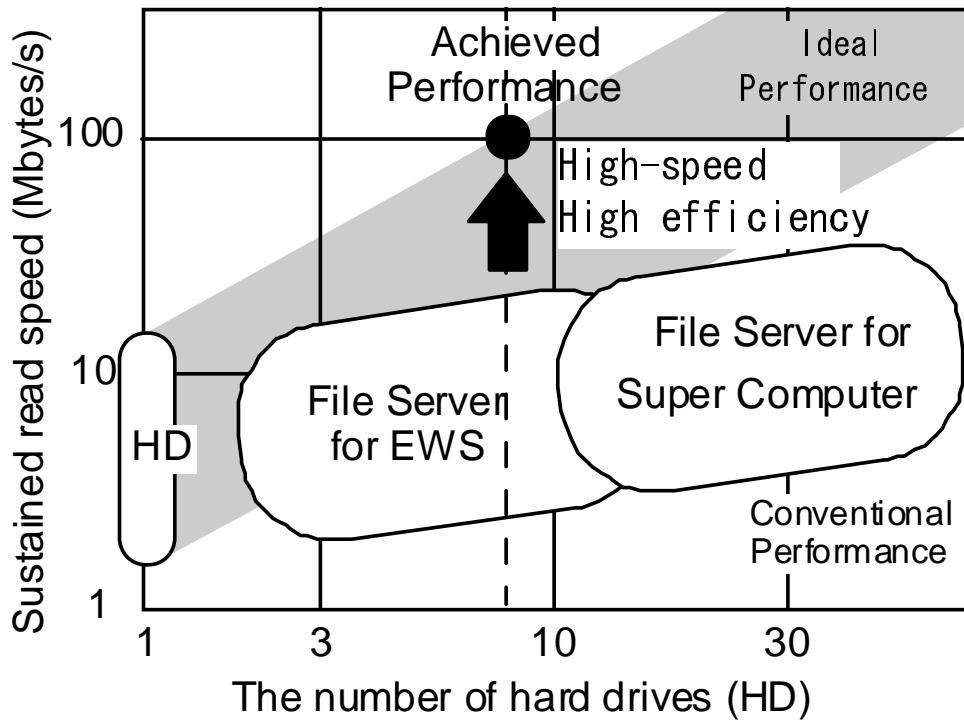 Achieved
Performance
Ideal
Performance
100
High-speed
High efficiency
10
File Server for
Super Computer
File Server
for EWS
HD
Conventional
Performance
1
1
3
10
30
The number of hard drives (HD)
Sustained read speed (Mbytes/s)